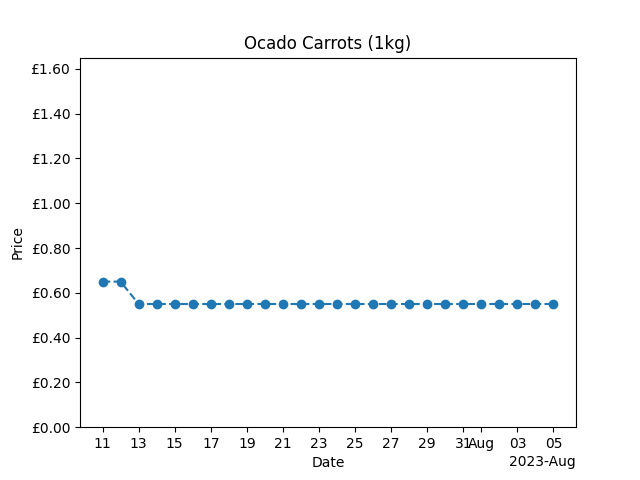 Ocado Carrots (1kg)
£1.60
£1.40
£1.20
£1.00
£0.80
£0.60
£0.40
£0.20
£0.00
Price
11 13 15 17 19 21 23 25 27 29 31 Aug 03 05
Date
2023-Aug